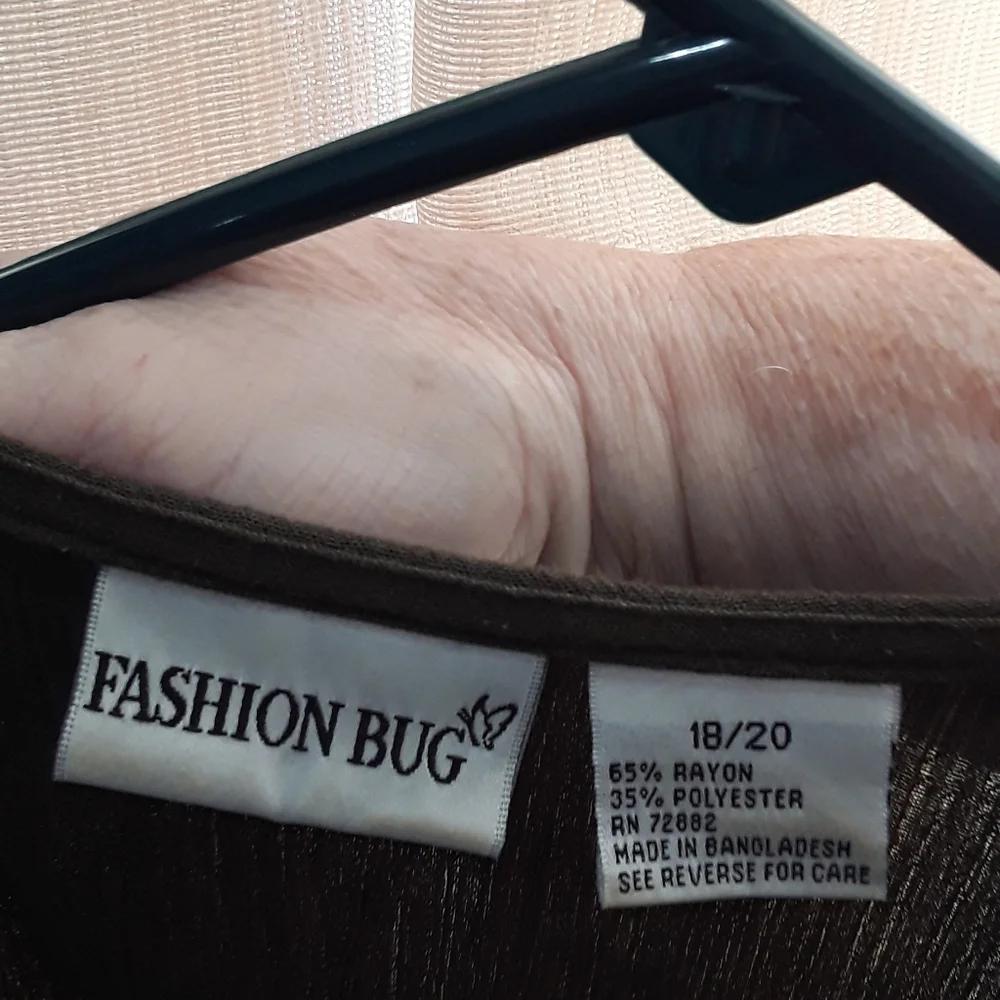 FASHION BUG
18/20
65% RAYON
35% POLYESTER
RN 72882
MADE IN BANGLADESH
SEE REVERSE FOR CARE